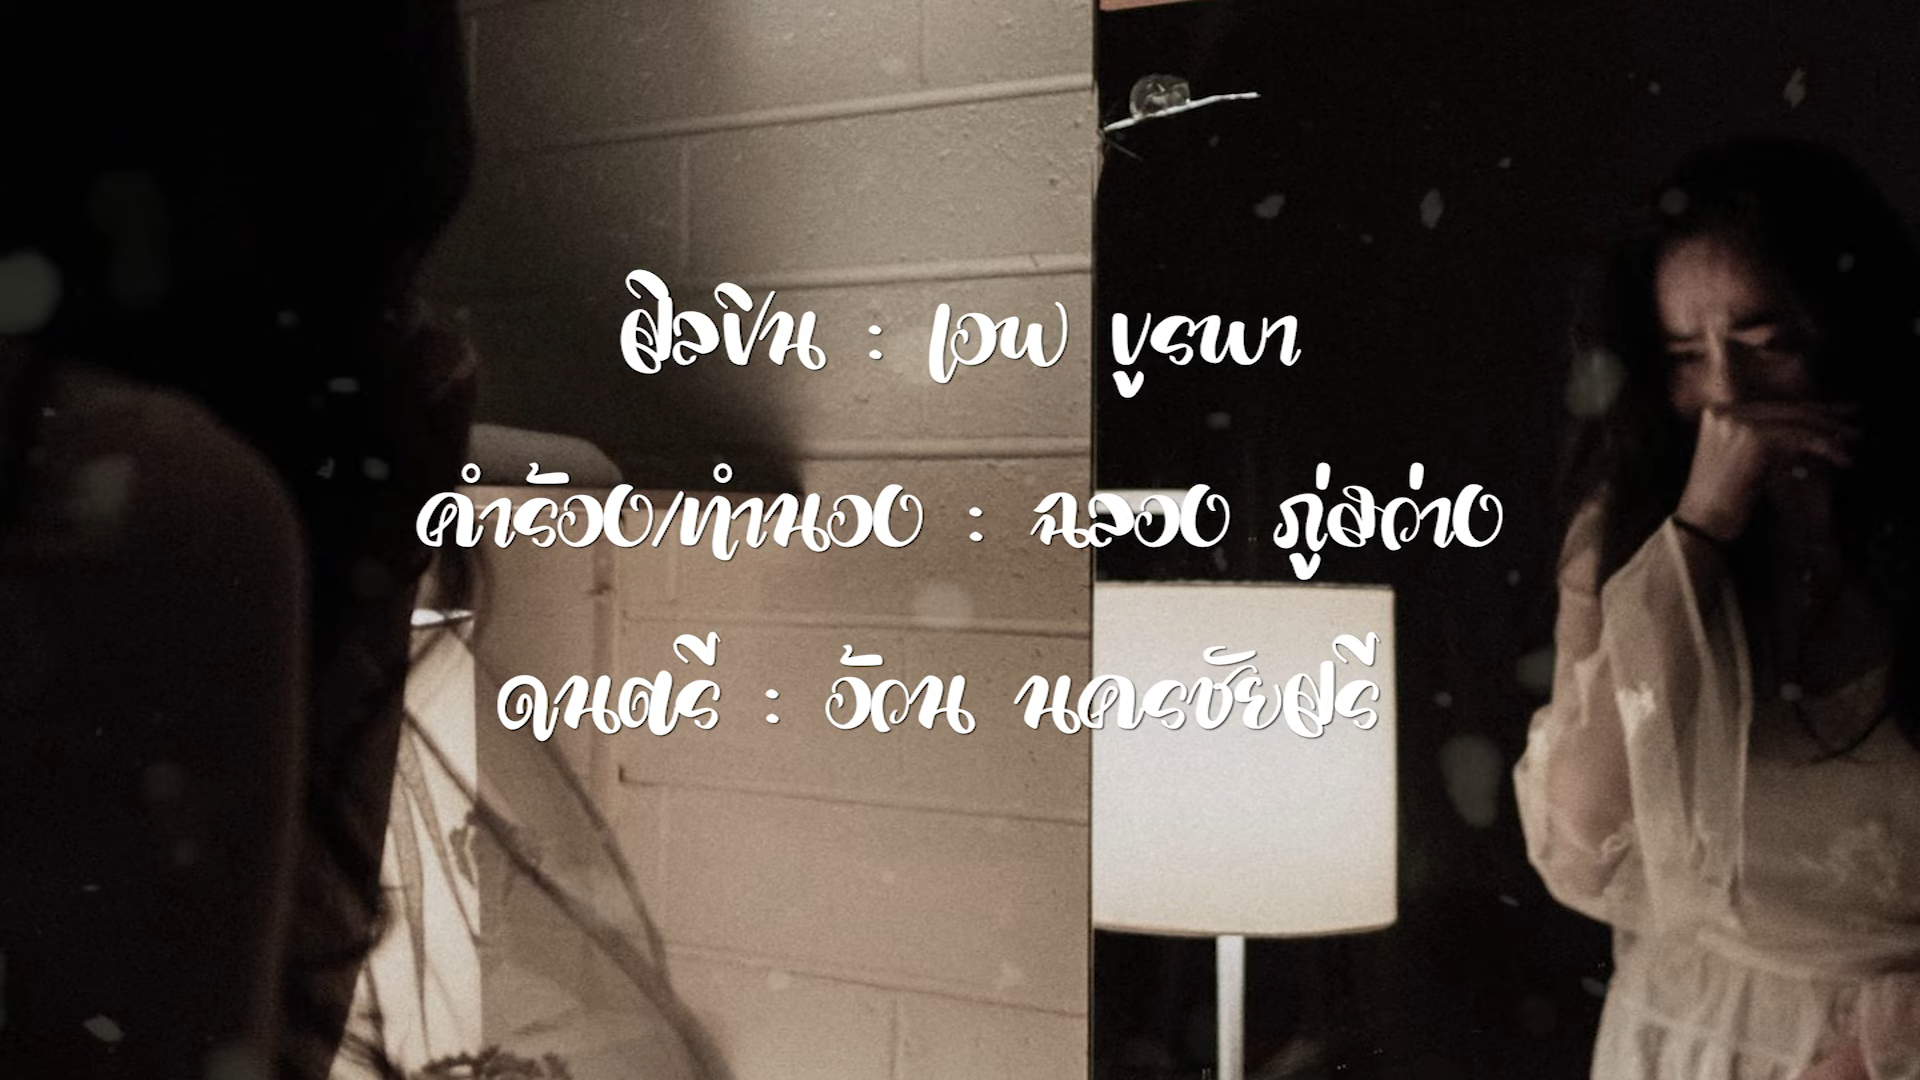 ศิลปิน : เอฟ บูรพา
คำร้อง/ทำนอง : ฉลอง ภู่สว่าง
ดนตรี : อ้วน นครชัยศรี